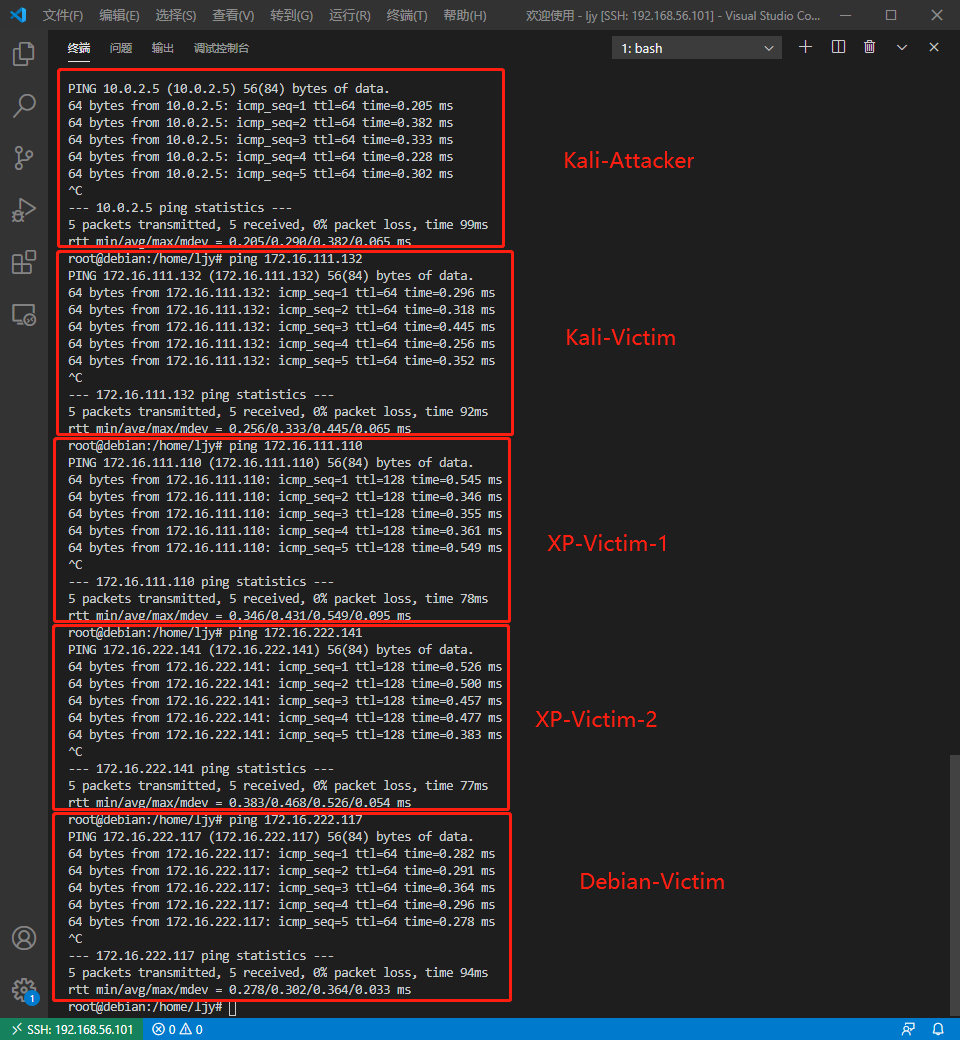 文件(F) 编辑(E) 选择(S) 查看(V) 转到(G) 运行(R) 终端(T) 帮助(H) 欢迎使用 - ljy [SSH: 192.168.56.101] - Visual Studio Co...
终端 问题 输出 调试控制台 1: bash
PING 10.0.2.5 (10.0.2.5) 56(84) bytes of data.
64 bytes from 10.0.2.5: icmp_seq=1 ttl=64 time=0.205 ms
64 bytes from 10.0.2.5: icmp_seq=2 ttl=64 time=0.382 ms
64 bytes from 10.0.2.5: icmp_seq=3 ttl=64 time=0.333 ms
64 bytes from 10.0.2.5: icmp_seq=4 ttl=64 time=0.228 ms
64 bytes from 10.0.2.5: icmp_seq=5 ttl=64 time=0.302 ms
^C
--- 10.0.2.5 ping statistics ---
5 packets transmitted, 5 received, 0% packet loss, time 99ms
rtt min/avg/max/mdev = 0.205/0.290/0.382/0.065 ms
Kali-Attacker
root@debian:/home/ljy# ping 172.16.111.132
PING 172.16.111.132 (172.16.111.132) 56(84) bytes of data.
64 bytes from 172.16.111.132: icmp_seq=1 ttl=64 time=0.296 ms
64 bytes from 172.16.111.132: icmp_seq=2 ttl=64 time=0.318 ms
64 bytes from 172.16.111.132: icmp_seq=3 ttl=64 time=0.445 ms
64 bytes from 172.16.111.132: icmp_seq=4 ttl=64 time=0.256 ms
64 bytes from 172.16.111.132: icmp_seq=5 ttl=64 time=0.352 ms
^C
--- 172.16.111.132 ping statistics ---
5 packets transmitted, 5 received, 0% packet loss, time 92ms
rtt min/avg/max/mdev = 0.256/0.333/0.445/0.065 ms
Kali-Victim
root@debian:/home/ljy# ping 172.16.111.110
PING 172.16.111.110 (172.16.111.110) 56(84) bytes of data.
64 bytes from 172.16.111.110: icmp_seq=1 ttl=128 time=0.545 ms
64 bytes from 172.16.111.110: icmp_seq=2 ttl=128 time=0.346 ms
64 bytes from 172.16.111.110: icmp_seq=3 ttl=128 time=0.355 ms
64 bytes from 172.16.111.110: icmp_seq=4 ttl=128 time=0.361 ms
64 bytes from 172.16.111.110: icmp_seq=5 ttl=128 time=0.549 ms
^C
--- 172.16.111.110 ping statistics ---
5 packets transmitted, 5 received, 0% packet loss, time 78ms
rtt min/avg/max/mdev = 0.346/0.431/0.549/0.095 ms
XP-Victim-1
root@debian:/home/ljy# ping 172.16.222.141
PING 172.16.222.141 (172.16.222.141) 56(84) bytes of data.
64 bytes from 172.16.222.141: icmp_seq=1 ttl=128 time=0.526 ms
64 bytes from 172.16.222.141: icmp_seq=2 ttl=128 time=0.500 ms
64 bytes from 172.16.222.141: icmp_seq=3 ttl=128 time=0.457 ms
64 bytes from 172.16.222.141: icmp_seq=4 ttl=128 time=0.477 ms
64 bytes from 172.16.222.141: icmp_seq=5 ttl=128 time=0.383 ms
^C
--- 172.16.222.141 ping statistics ---
5 packets transmitted, 5 received, 0% packet loss, time 77ms
rtt min/avg/max/mdev = 0.383/0.468/0.526/0.054 ms
XP-Victim-2
root@debian:/home/ljy# ping 172.16.222.117
PING 172.16.222.117 (172.16.222.117) 56(84) bytes of data.
64 bytes from 172.16.222.117: icmp_seq=1 ttl=64 time=0.282 ms
64 bytes from 172.16.222.117: icmp_seq=2 ttl=64 time=0.291 ms
64 bytes from 172.16.222.117: icmp_seq=3 ttl=64 time=0.364 ms
64 bytes from 172.16.222.117: icmp_seq=4 ttl=64 time=0.296 ms
64 bytes from 172.16.222.117: icmp_seq=5 ttl=64 time=0.278 ms
^C
--- 172.16.222.117 ping statistics ---
5 packets transmitted, 5 received, 0% packet loss, time 94ms
rtt min/avg/max/mdev = 0.278/0.302/0.364/0.033 ms
Debian-Victim
root@debian:/home/ljy#
1
SSH: 192.168.56.101 0 0